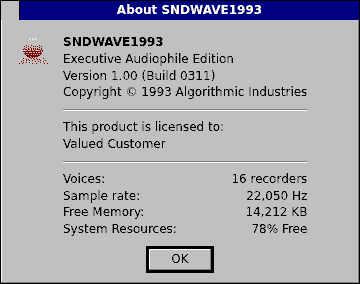 About SNDWAVE1993
SNDWAVE1993
Executive Audiophile Edition
Version 1.00 (Build 0311)
Copyright © 1993 Algorithmic Industries
This product is licensed to:
Valued Customer
Voices: 16 recorders
Sample rate: 22,050 Hz
Free Memory: 14,212 KB
System Resources: 78% Free
OK